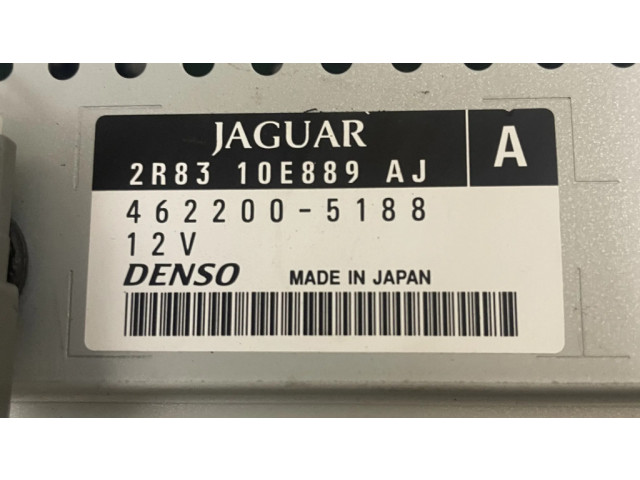 JAGUAR
2R83 10E889 AJ
A
462200-5188
12V
DENSO MADE IN JAPAN